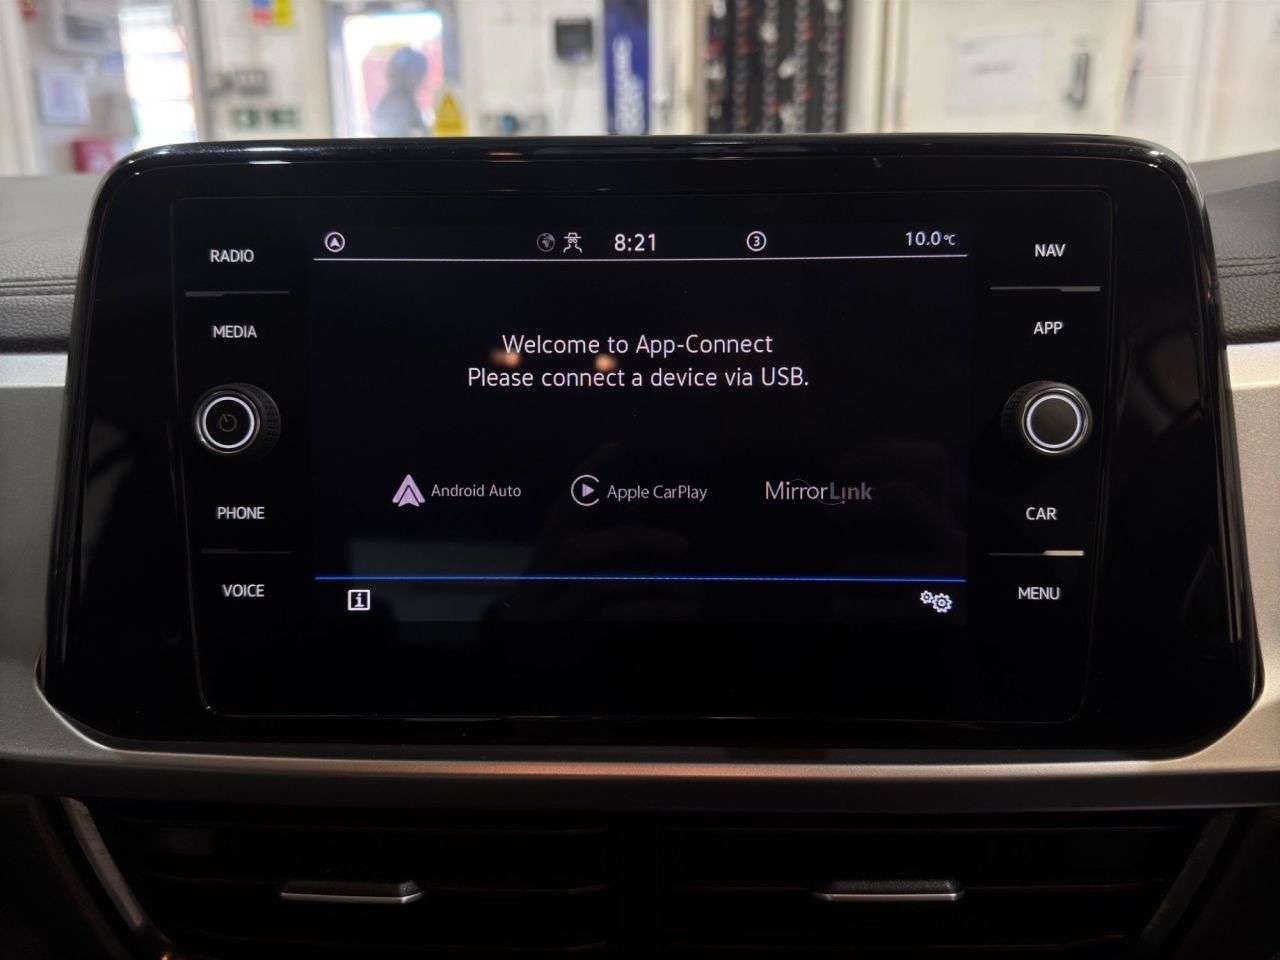 RADIO
MEDIA
PHONE
VOICE
8:21
3
10.0°C
Welcome to App-Connect
Please connect a device via USB.
Android Auto
Apple CarPlay
MirrorLink
i
NAV
APP
CAR
MENU